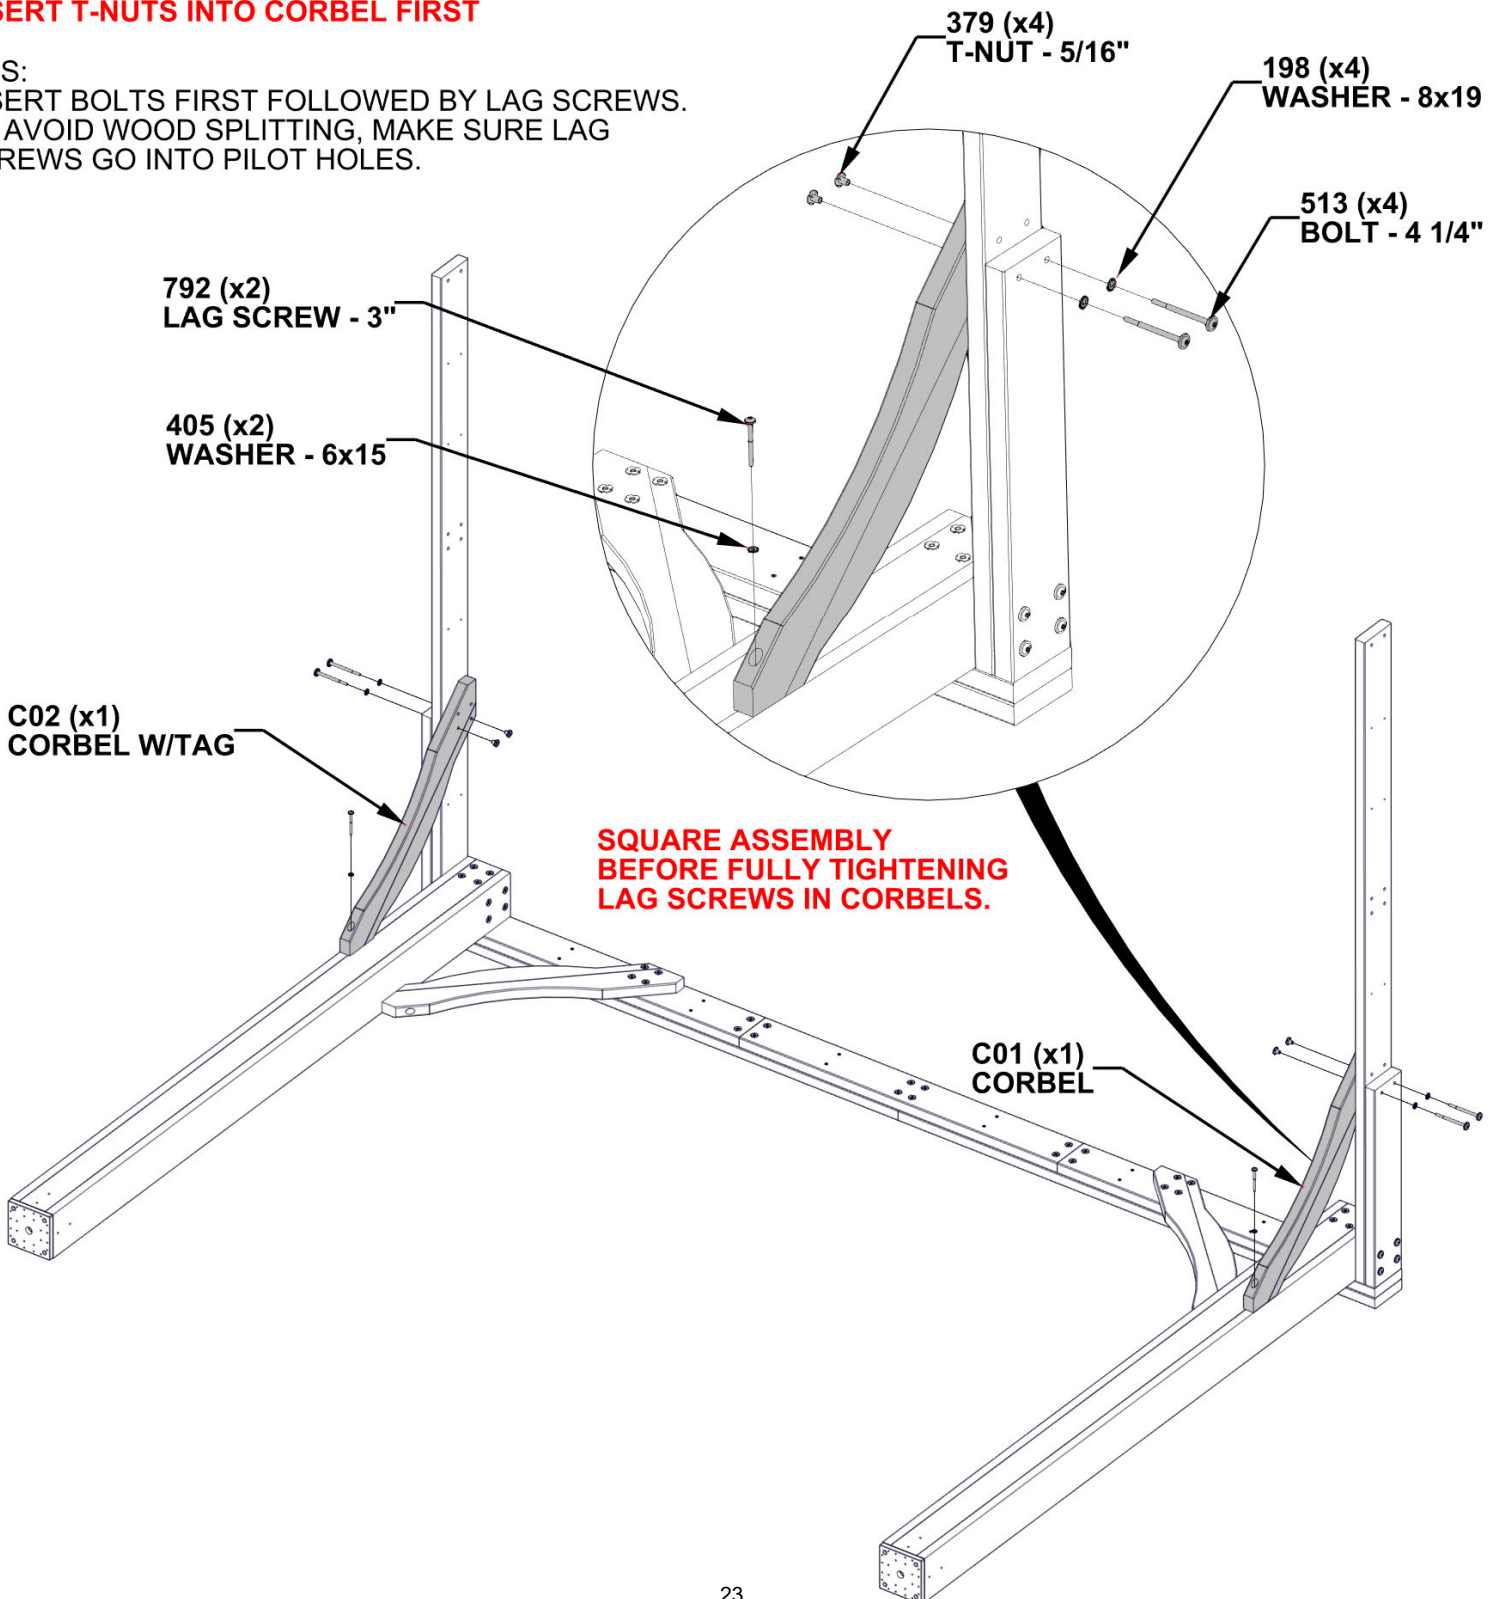 SERT T-NUTS INTO CORBEL FIRST
S:
SERT BOLTS FIRST FOLLOWED BY LAG SCREWS.
AVOID WOOD SPLITTING, MAKE SURE LAG
REWS GO INTO PILOT HOLES.
379 (x4)
T-NUT - 5/16"
198 (x4)
WASHER - 8x19
513 (x4)
BOLT - 4 1/4"
792 (x2)
LAG SCREW - 3"
405 (x2)
WASHER - 6x15
C02 (x1)
CORBEL W/TAG
SQUARE ASSEMBLY
BEFORE FULLY TIGHTENING
LAG SCREWS IN CORBELS.
C01 (x1)
CORBEL
23